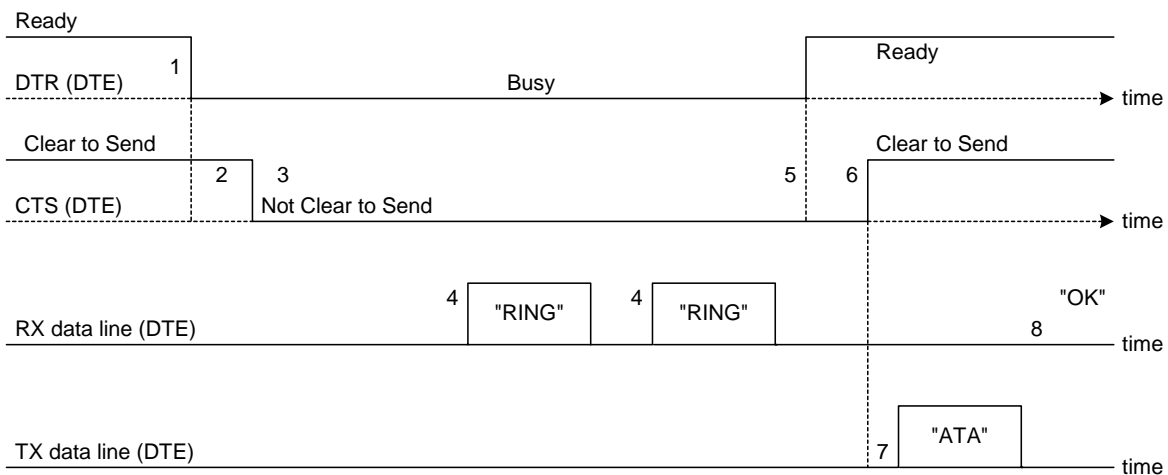 Ready
1
Ready
DTR (DTE)
Busy
time
Clear to Send
Clear to Send
2
3
5
6
CTS (DTE)
Not Clear to Send
time
4
"RING"
4
"RING"
"OK"
RX data line (DTE)
8
time
"ATA"
TX data line (DTE)
7
time